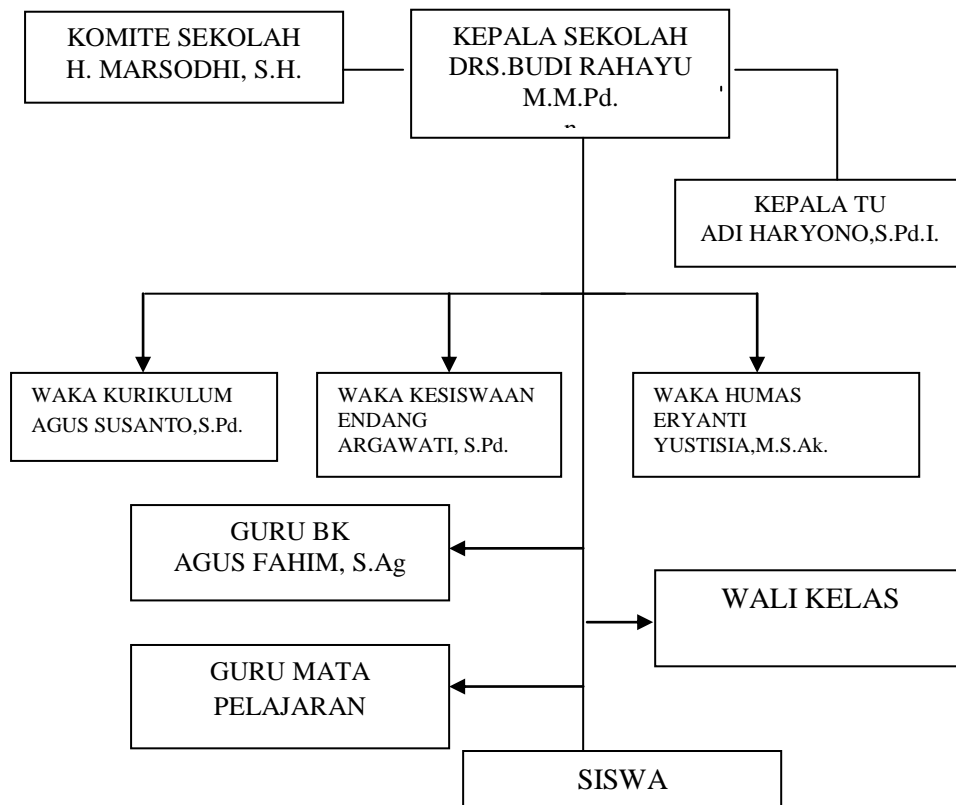 KOMITE SEKOLAH
H. MARSODHI, S.H.
KEPALA SEKOLAH
DRS.BUDI RAHAYU
M.M.Pd.
KEPALA TU
ADI HARYONO,S.Pd.I.
WAKA KURIKULUM
AGUS SUSANTO,S.Pd.
WAKA KESISWAAN
ENDANG
ARGAWATI, S.Pd.
WAKA HUMAS
ERYANTI
YUSTISIA,M.S.Ak.
GURU BK
AGUS FAHIM, S.Ag
WALI KELAS
GURU MATA
PELAJARAN
SISWA